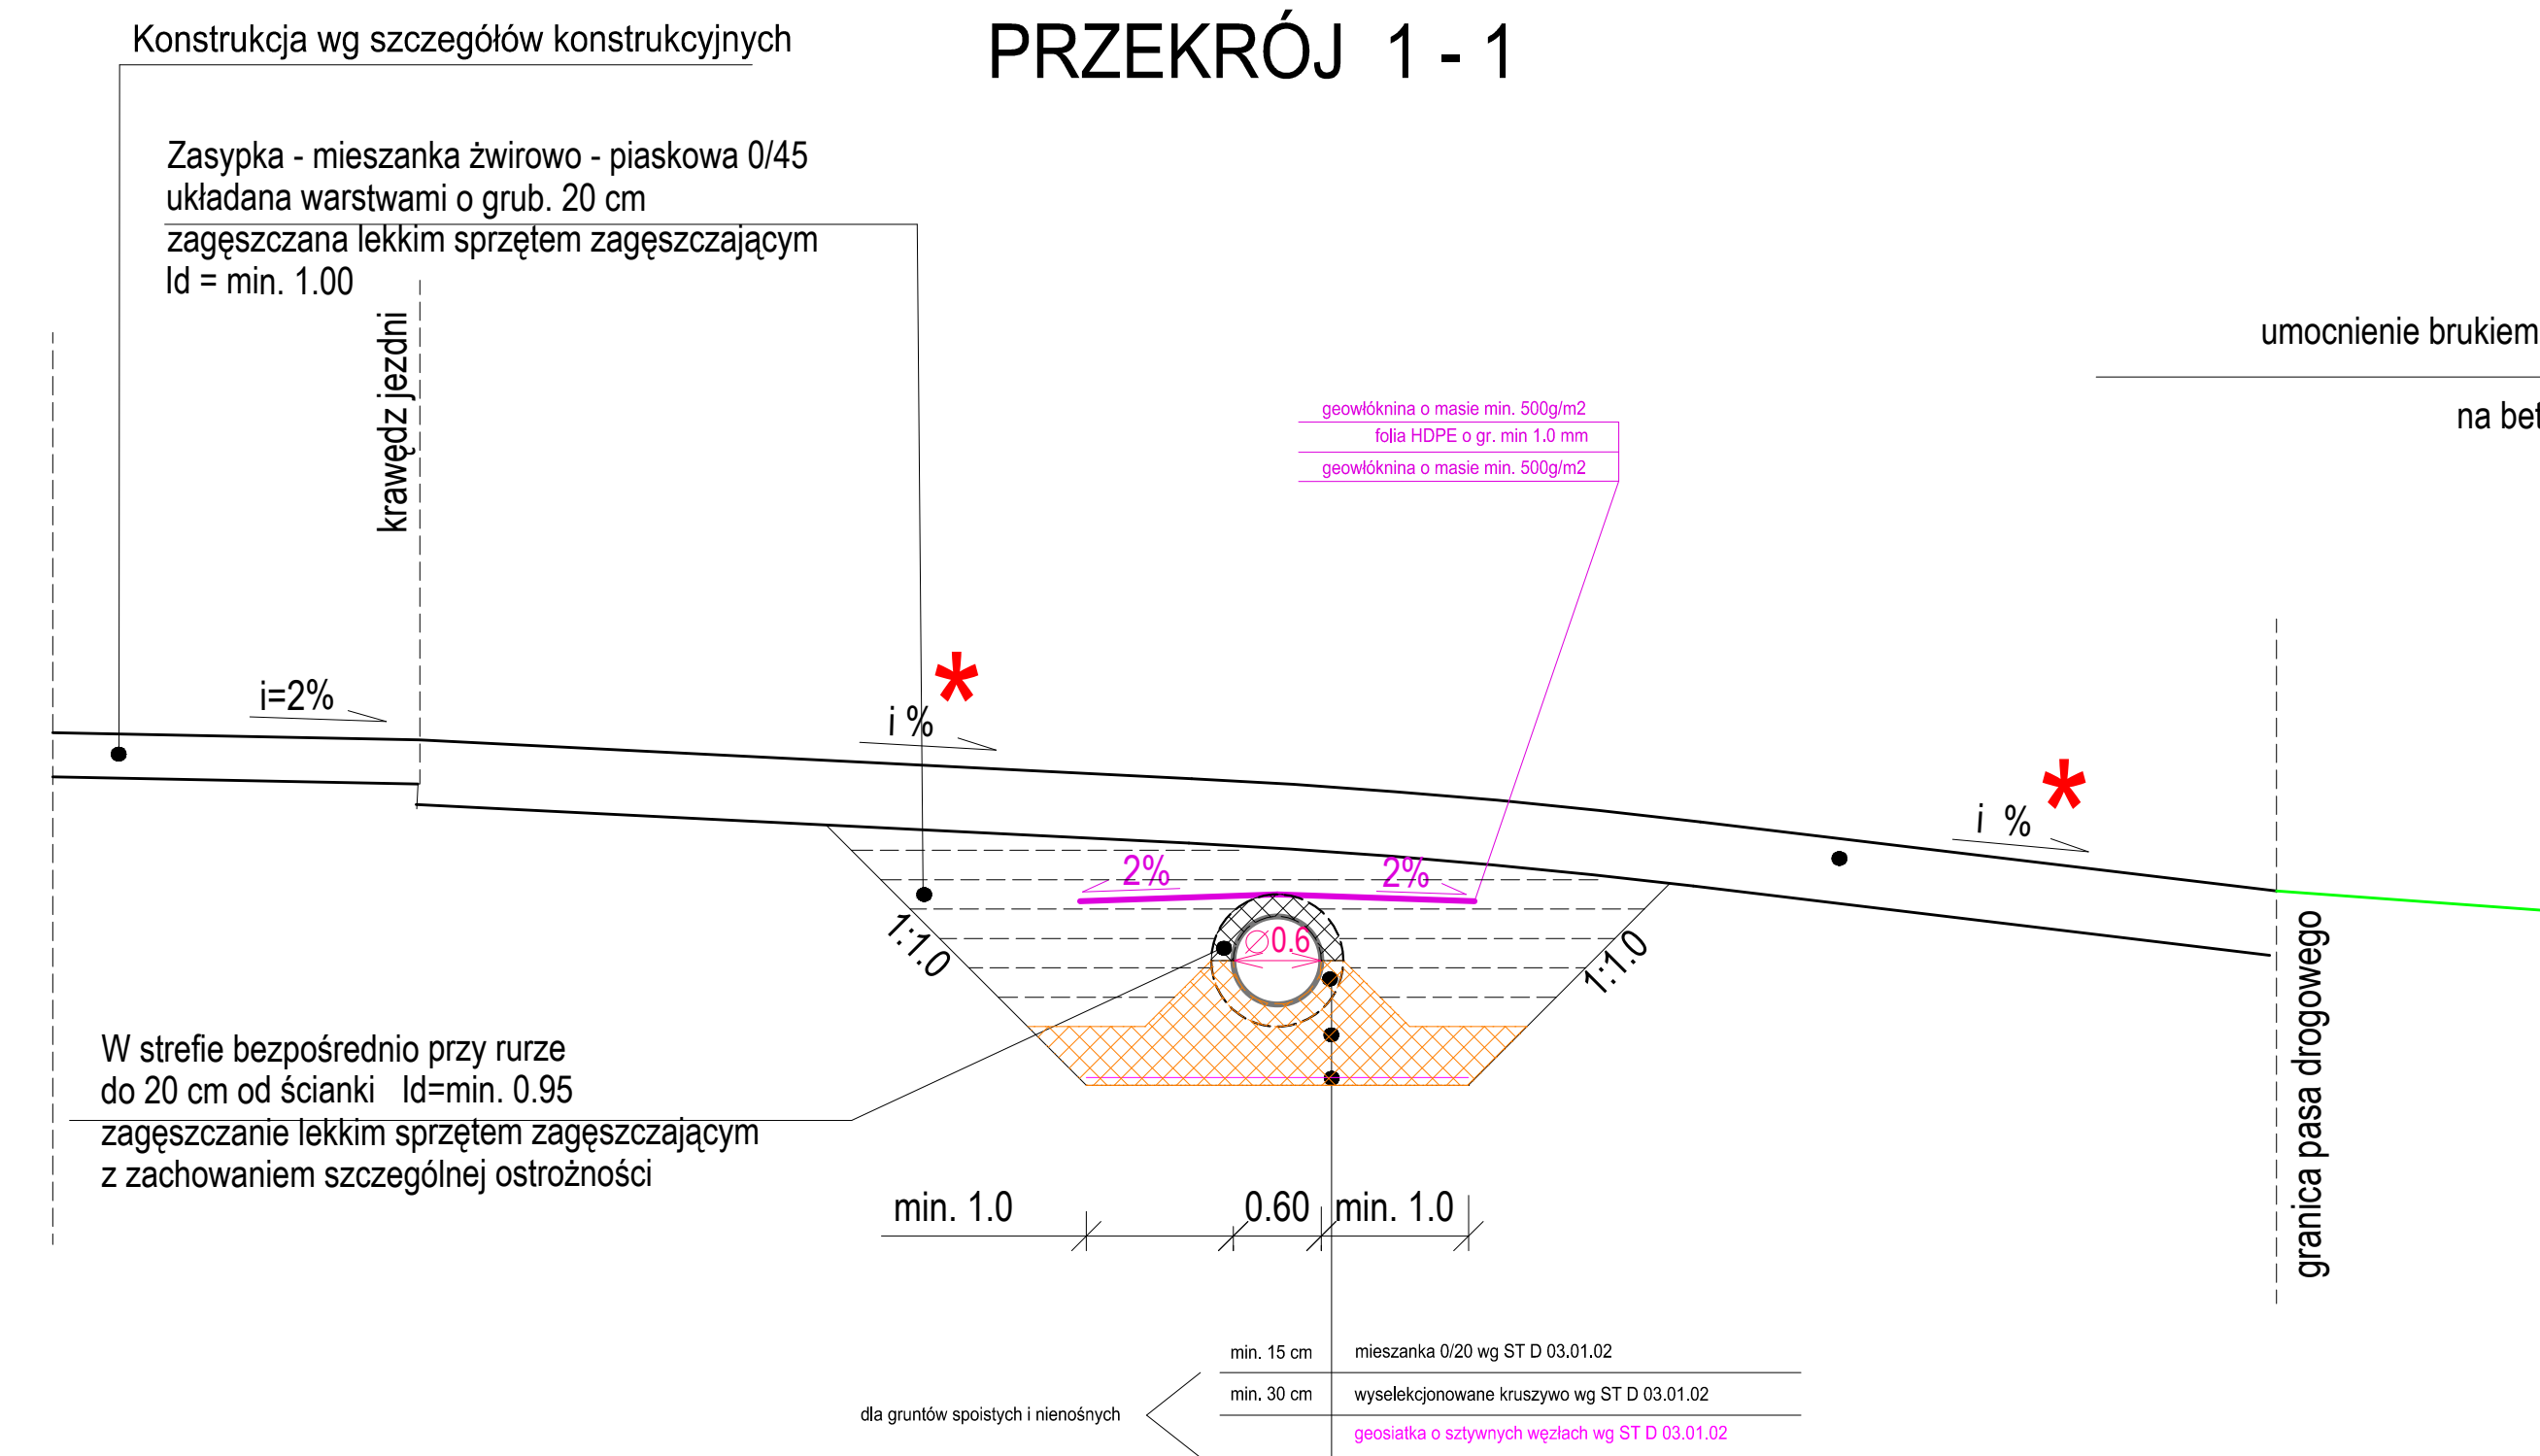 PRZEKRÓJ 1 - 1
Konstrukcja wg szczegółów konstrukcyjnych
Zasypka - mieszanka żwirowo - piaskowa 0/45
układana warstwami o grub. 20 cm
zagęszczana lekkim sprzętem zagęszczającym
Id = min. 1.00
krawędz jezdni
umocnienie brukiem
na bet
geowłóknina o masie min. 500g/m2
folia HDPE o gr. min 1.0 mm
geowłóknina o masie min. 500g/m2
i=2%
i % *
i % *
2%
2%
1:1.0
∅0.6
1:1.0
granica pasa drogowego
W strefie bezpośrednio przy rurze
do 20 cm od ścianki Id=min. 0.95
zagęszczanie lekkim sprzętem zagęszczającym
z zachowaniem szczególnej ostrożności
min. 1.0
0.60
min. 1.0
min. 15 cm mieszanka 0/20 wg ST D 03.01.02
min. 30 cm wyselekcjonowane kruszywo wg ST D 03.01.02
dla gruntów spoistych i nienośnych
geosiatka o sztywnych węzłach wg ST D 03.01.02